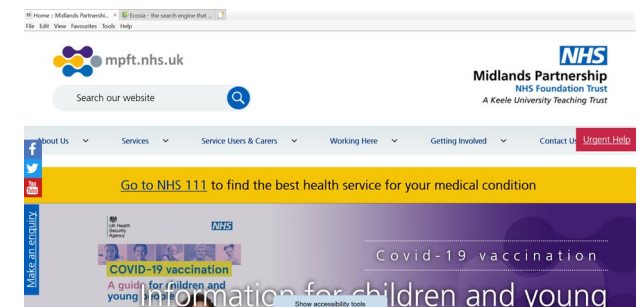 Home :: Midlands Partnershi... × Ecosia - the search engine that ...
File Edit View Favourites Tools Help
mpft.nhs.uk
Search our website
NHS
Midlands Partnership
NHS Foundation Trust
A Keele University Teaching Trust
About Us Services Service Users & Carers Working Here Getting Involved Contact Us Urgent Help
f
You Tube
Go to NHS 111 to find the best health service for your medical condition
Make an enquiry
UK Health Security Agency
NHS
COVID-19 vaccination
A guide for children and
young people
Covid-19 vaccination
Information for children and young
Show accessibility tools